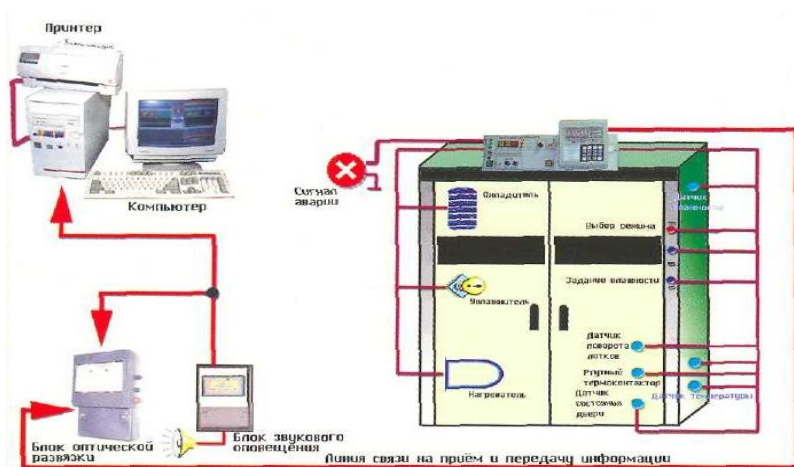 Принтер
Компьютер
Сигнал
аварии
Охладитель
Датчик
влажности
Выбор режима
Задание влажности
Увлажнитель
Датчик
поворота
лотков
Ртутный
термоконтактор
Нагреватель
Датчик температуры
Датчик
состояния
двери
Блок оптической
развязки
Блок звукового
оповещения
Линия связи на приём и передачу информации